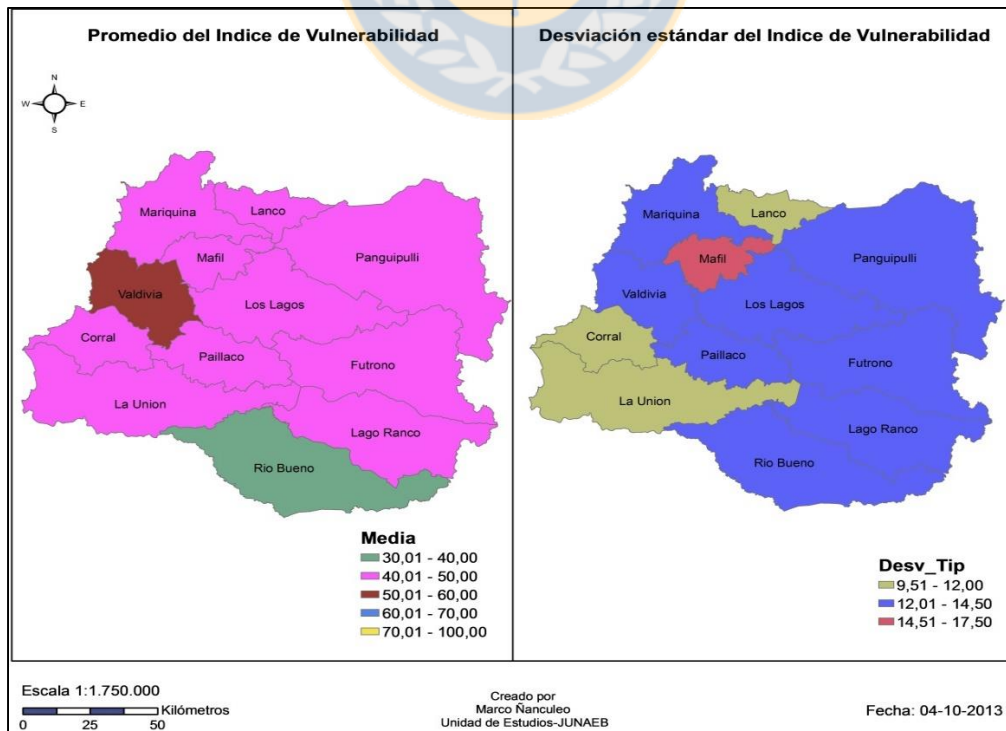 Promedio del Indice de Vulnerabilidad
N
W
E
S
Mariquina
Lanco
Panguipulli
Mafil
Valdivia
Los Lagos
Corral
Paillaco
Futrono
La Union
Lago Ranco
Rio Bueno
Media
30,01 - 40,00
40,01 - 50,00
50,01 - 60,00
60,01 - 70,00
70,01 - 100,00
Desviación estándar del Indice de Vulnerabilidad
Mariquina
Lanco
Panguipulli
Mafil
Valdivia
Los Lagos
Corral
Paillaco
Futrono
La Union
Lago Ranco
Rio Bueno
Desv_Tip
9,51 - 12,00
12,01 - 14,50
14,51 - 17,50
Escala 1:1.750.000
Kilómetros
0 25 50
Creado por
Marco Ñanculeo
Unidad de Estudios-JUNAEB
Fecha: 04-10-2013